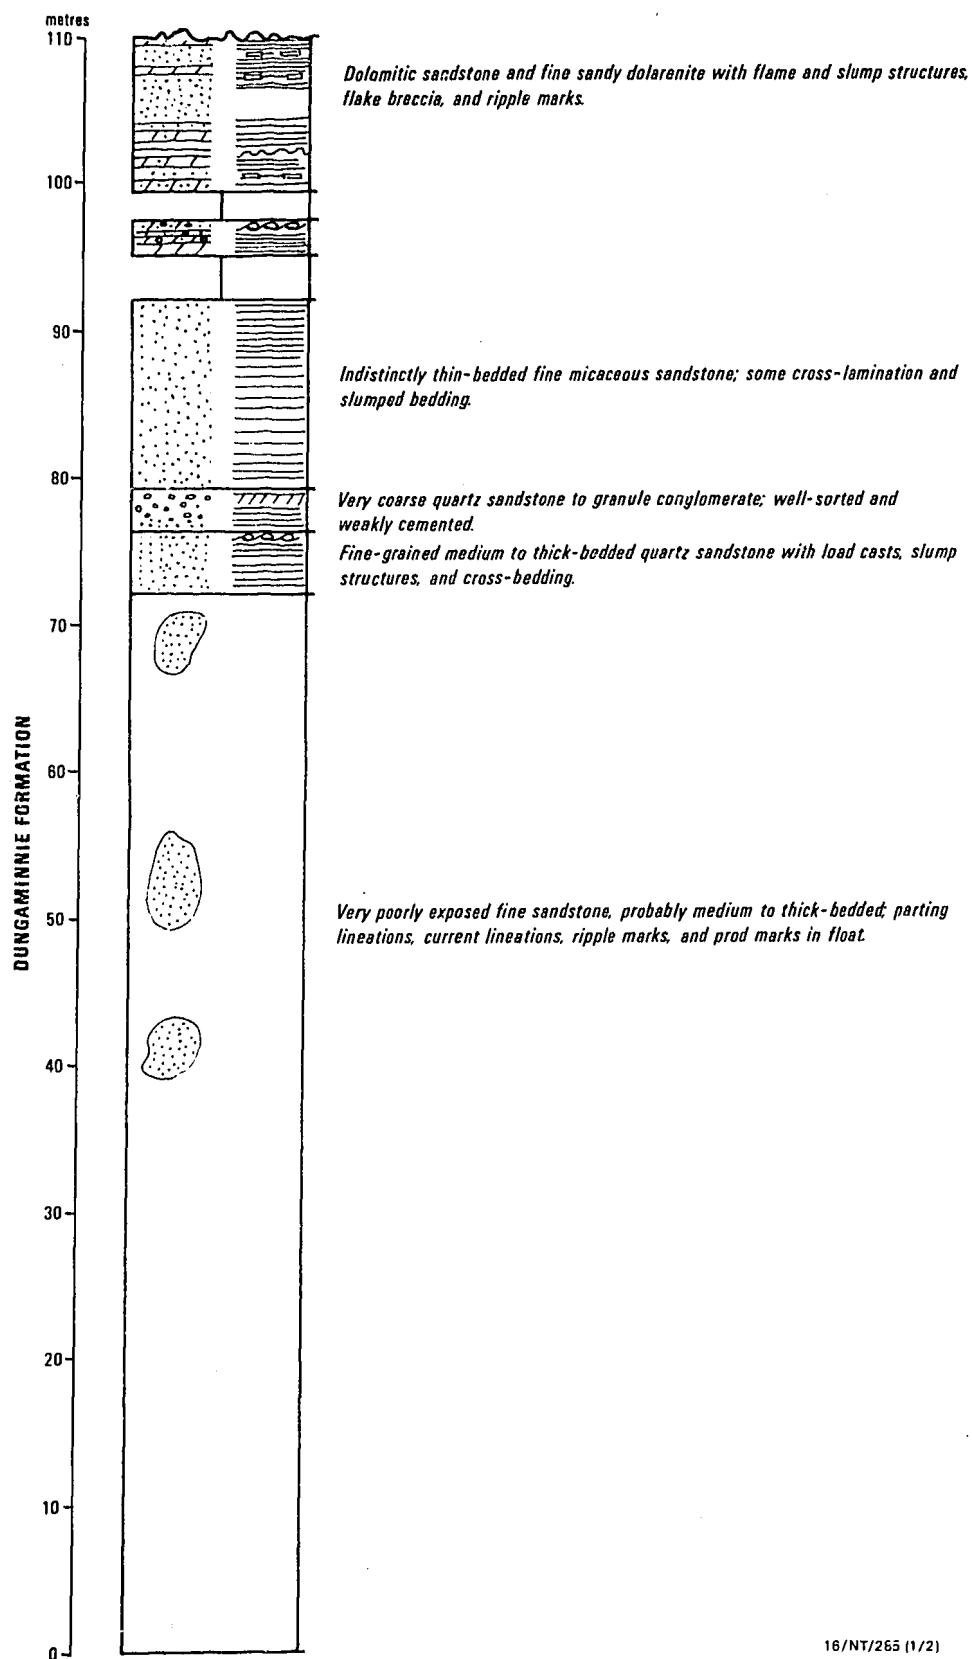 metres
110
Dolomitic sandstone and fine sandy dolarenite with flame and slump structures,
flake breccia, and ripple marks.
100
90
Indistinctly thin-bedded fine micaceous sandstone; some cross-lamination and
slumped bedding.
80
Very coarse quartz sandstone to granule conglomerate; well-sorted and
weakly cemented.
Fine-grained medium to thick-bedded quartz sandstone with load casts, slump
structures, and cross-bedding.
70
60
DUNGAMINNIE FORMATION
50
Very poorly exposed fine sandstone, probably medium to thick-bedded; parting
lineations, current lineations, ripple marks, and prod marks in float.
40
30
20
10
0
16/NT/265 (1/2)